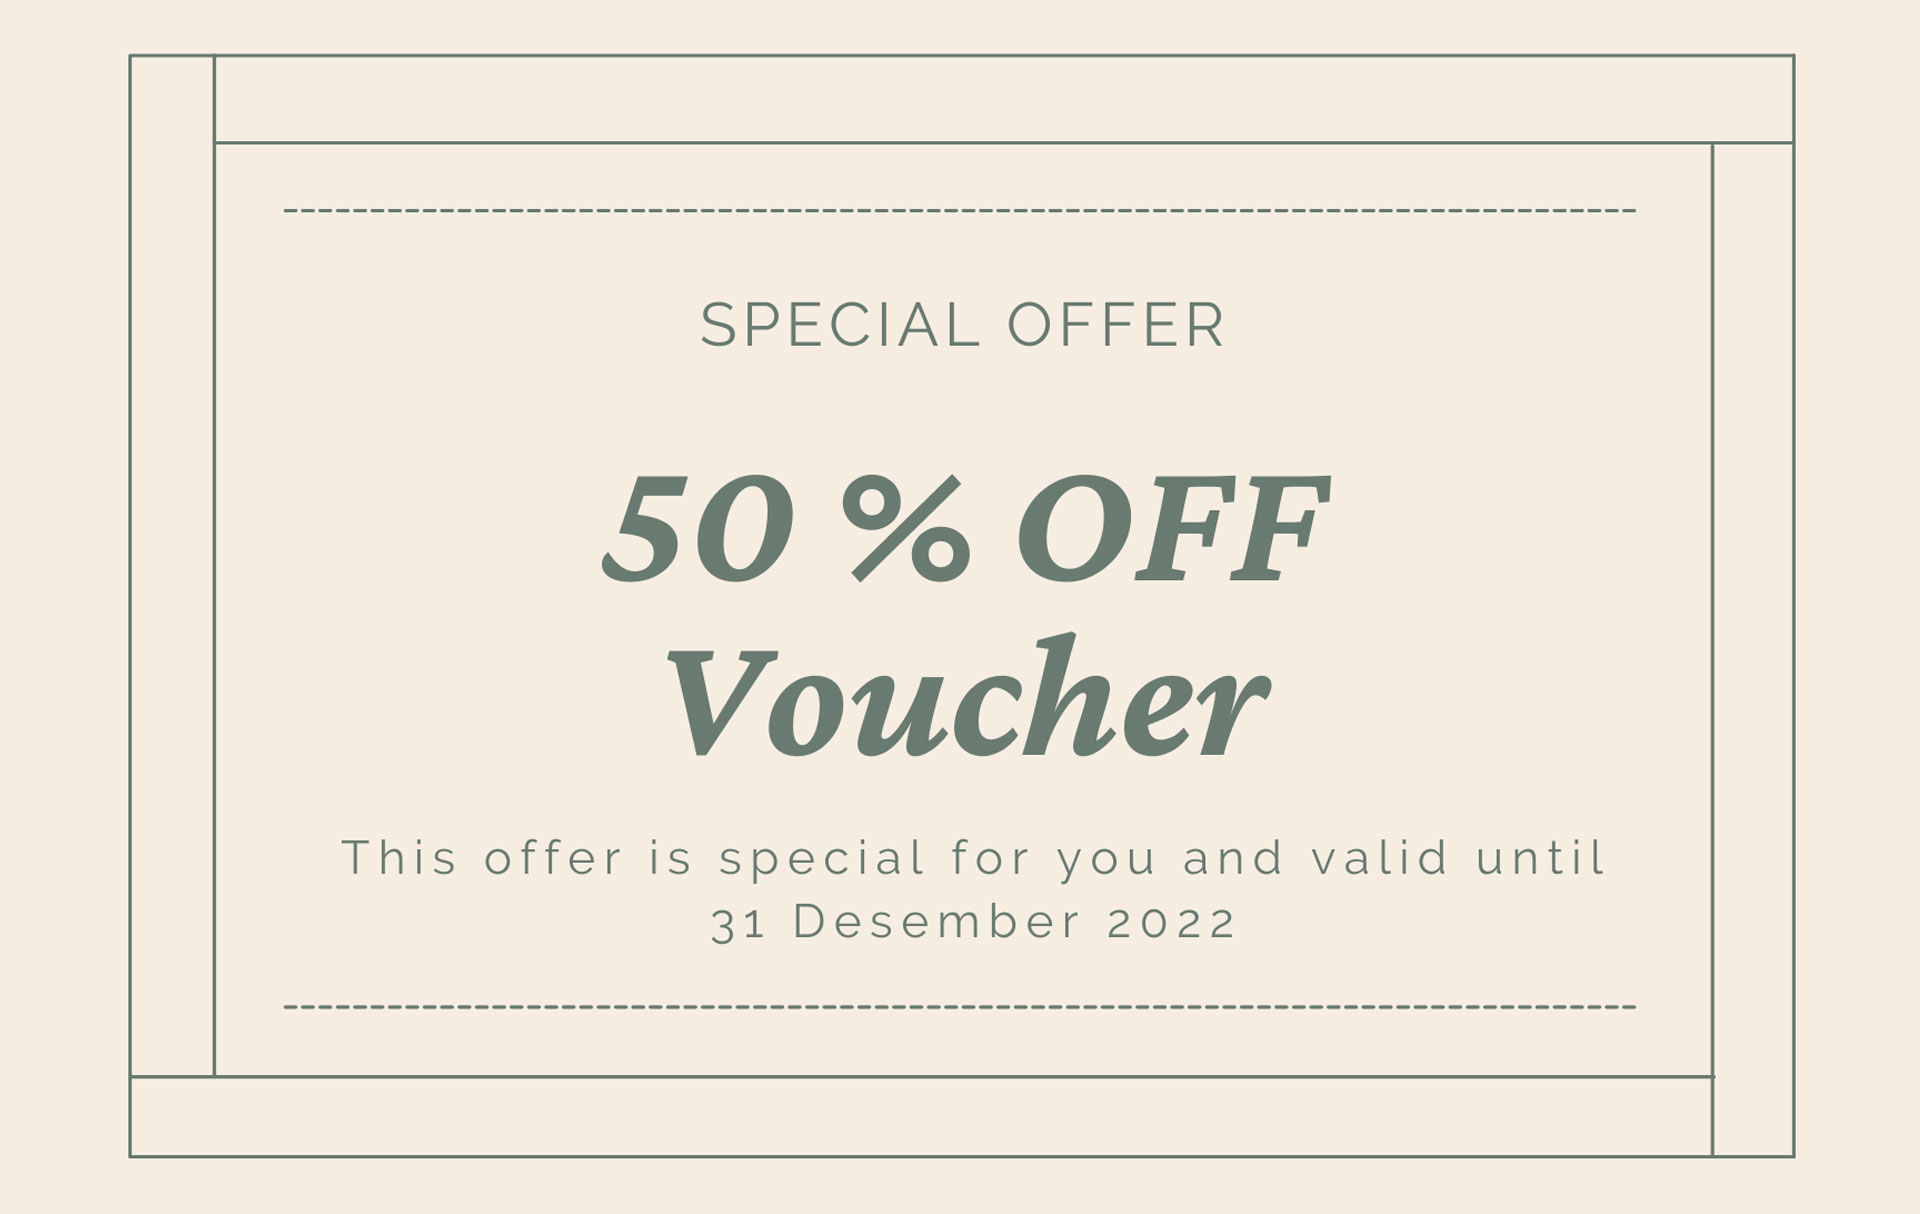 SPECIAL OFFER
50 % OFF
Voucher
This offer is special for you and valid until
31 Desember 2022